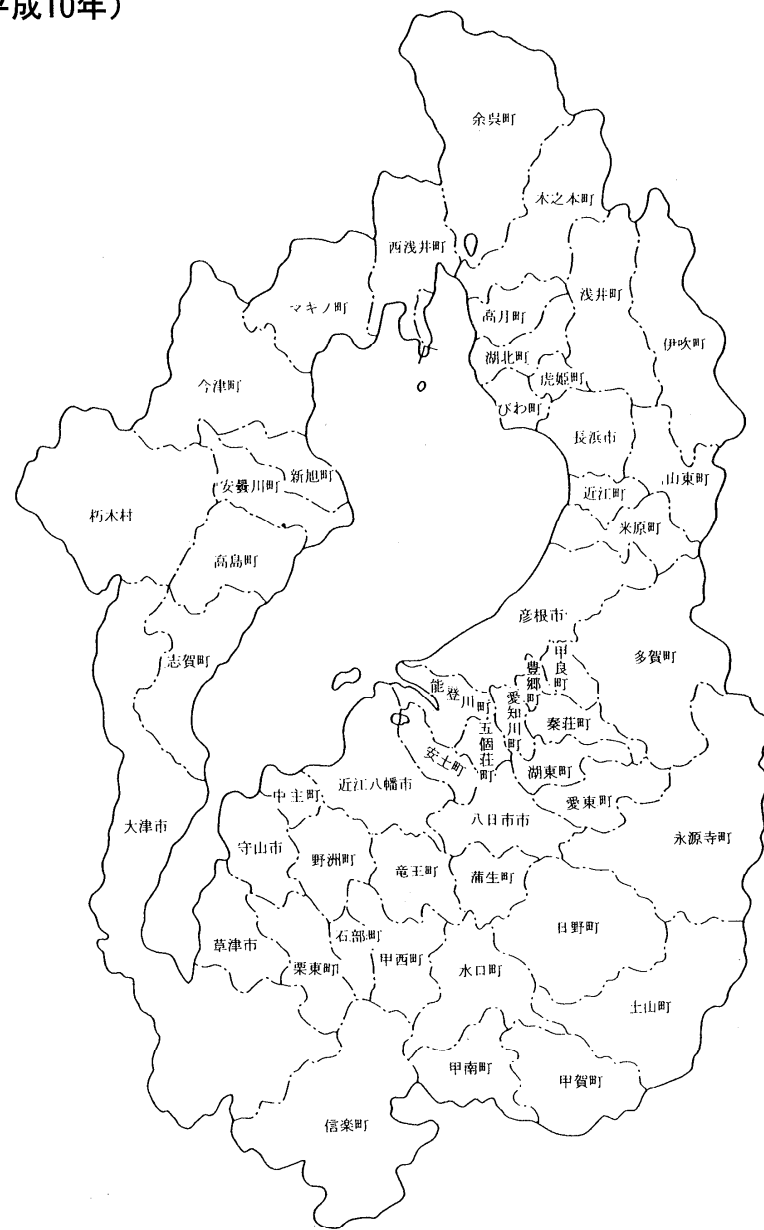 平成10年）
余呉町
木之本町
西浅井町
浅井町
マキノ町
高月町
伊吹町
湖北町
今津町
虎姫町
びわ町
長浜市
新旭町
山東町
安曇川町
近江町
朽木村
米原町
高島町
彦根市
甲良町
多賀町
志賀町
豊郷町
能登川町
愛知川町
秦荘町
五個荘町
安土町
湖東町
近江八幡市
中主町
愛東町
大津市
八日市市
永源寺町
守山市
野洲町
竜王町
蒲生町
日野町
石部町
草津市
甲西町
栗東町
水口町
土山町
甲南町
甲賀町
信楽町